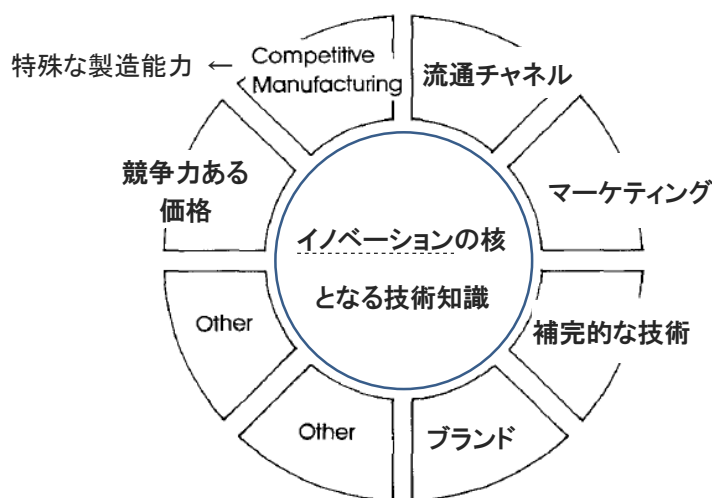 特殊な製造能力 ←
Competitive
Manufacturing
流通チャネル
競争力ある
価格
マーケティング
イノベーションの核
となる技術知識
Other
補完的な技術
Other
ブランド